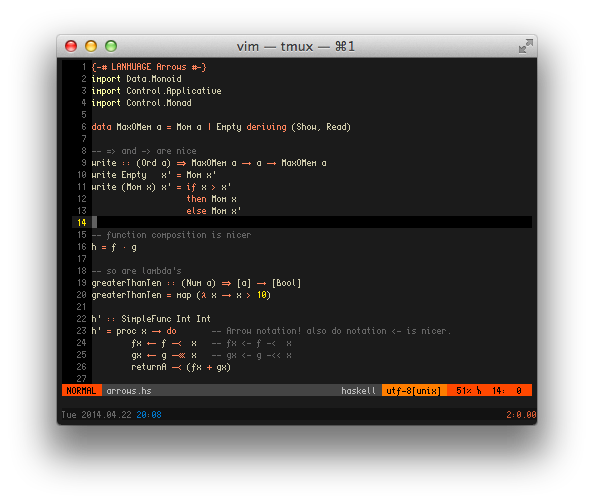 vim — tmux — ⌘1
1 {-# LANHUAGE Arrows #-}
2 import Data.Monoid
3 import Control.Applicative
4 import Control.Monad
5
6 data MaxOMem a = Mom a | Empty deriving (Show, Read)
7
8 -- => and -> are nice
9 write :: (Ord a) ⇒ MaxOMem a → a → MaxOMem a
10 write Empty x' = Mom x'
11 write (Mom x) x' = if x > x'
12 then Mom x
13 else Mom x'
14
15 -- function composition is nicer
16 h = f · g
17
18 -- so are lambda's
19 greaterThanTen :: (Num a) ⇒ [a] → [Bool]
20 greaterThanTen = map (λ x → x > 10)
21
22 h' :: SimpleFunc Int Int
23 h' = proc x → do -- Arrow notation! also do notation <- is nicer.
24 fx ← f ⤙ x -- fx <- f -< x
25 gx ← g ⤛ x -- gx <- g -<< x
26 returnA ⤙ (fx + gx)
27
NORMAL arrows.hs haskell utf-8[unix] 51% 14: 0
Tue 2014.04.22 20:08 2:0.00